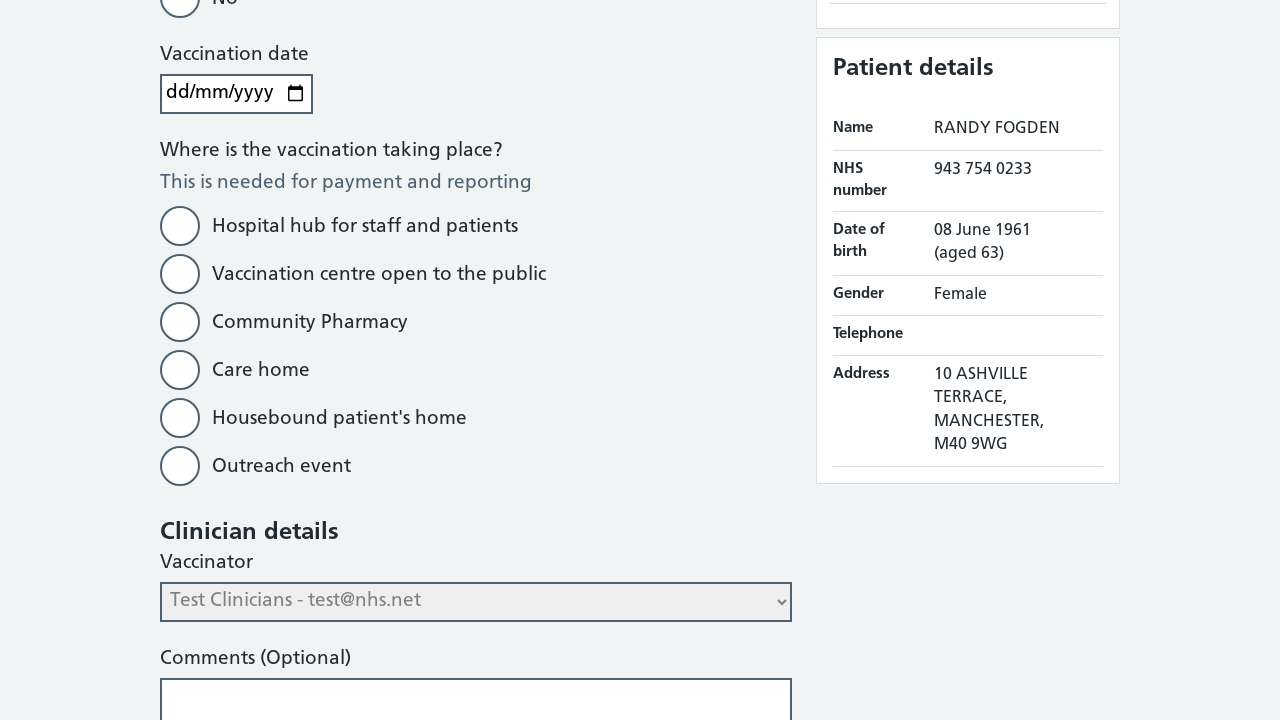 No
Vaccination date
dd/mm/yyyy
Where is the vaccination taking place?
This is needed for payment and reporting
Hospital hub for staff and patients
Vaccination centre open to the public
Community Pharmacy
Care home
Housebound patient's home
Outreach event
Clinician details
Vaccinator
Test Clinicians - test@nhs.net
Comments (Optional)
Patient details
Name RANDY FOGDEN
NHS number 943 754 0233
Date of birth 08 June 1961
(aged 63)
Gender Female
Telephone
Address 10 ASHVILLE
TERRACE,
MANCHESTER,
M40 9WG